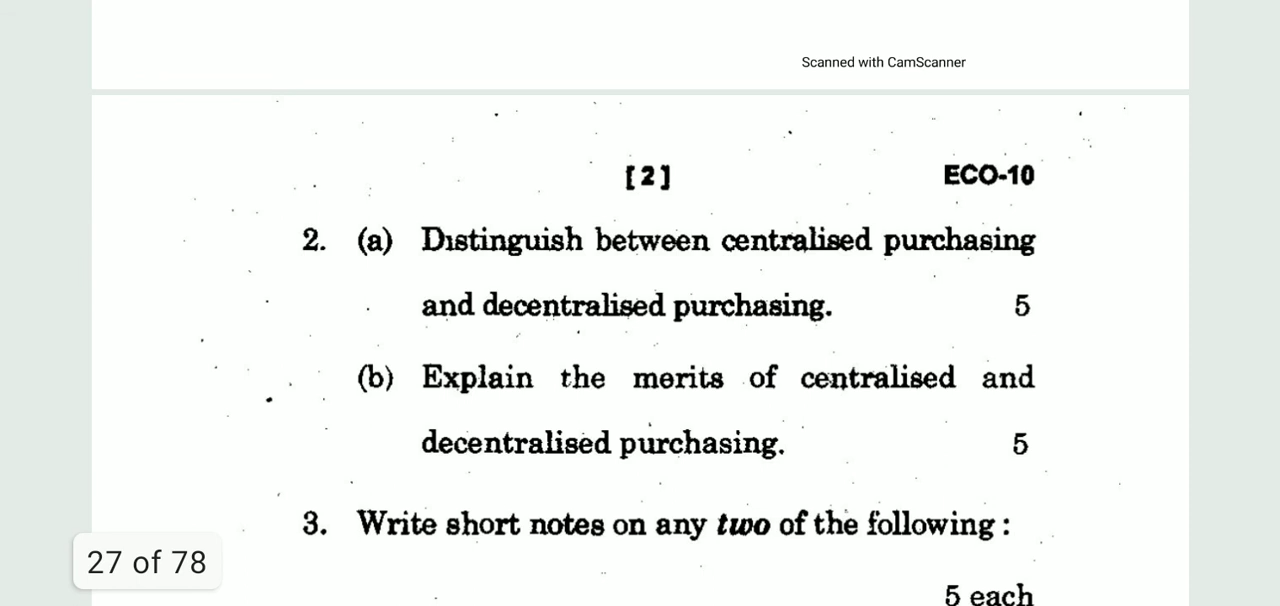 Scanned with CamScanner
[2] ECO-10
2. (a) Distinguish between centralised purchasing
and decentralised purchasing. 5
(b) Explain the merits of centralised and
decentralised purchasing. 5
3. Write short notes on any two of the following :
5 each
27 of 78